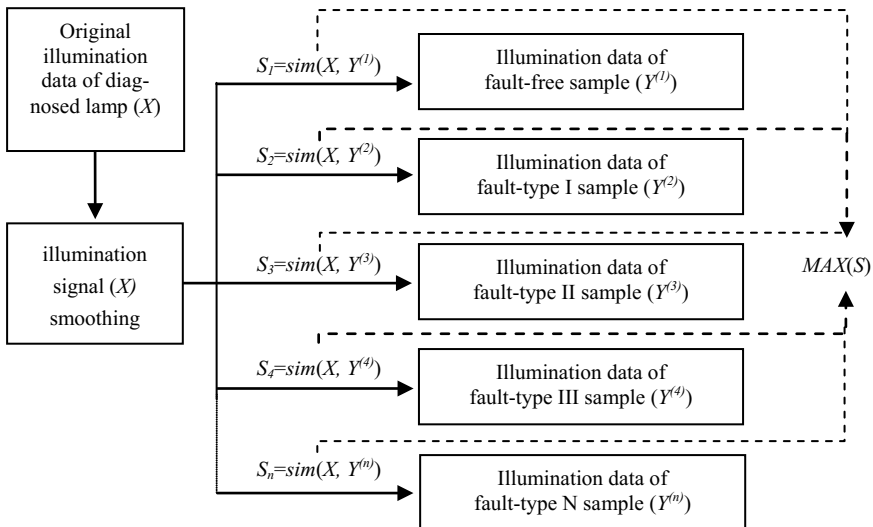 Original
illumination
data of diag-
nosed lamp (X)
illumination
signal (X)
smoothing
S₁=sim(X, Y⁽¹⁾)
Illumination data of
fault-free sample (Y⁽¹⁾)
S₂=sim(X, Y⁽²⁾)
Illumination data of
fault-type I sample (Y⁽²⁾)
S₃=sim(X, Y⁽³⁾)
Illumination data of
fault-type II sample (Y⁽³⁾)
S₄=sim(X, Y⁽⁴⁾)
Illumination data of
fault-type III sample (Y⁽⁴⁾)
Sₙ=sim(X, Y⁽ⁿ⁾)
Illumination data of
fault-type N sample (Y⁽ⁿ⁾)
MAX(S)